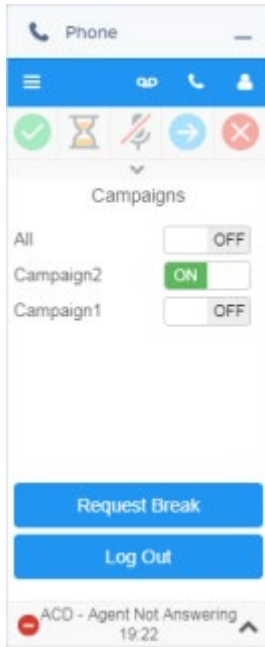 Phone
Campaigns
All OFF
Campaign2 ON
Campaign1 OFF
Request Break
Log Out
ACD - Agent Not Answering
19:22